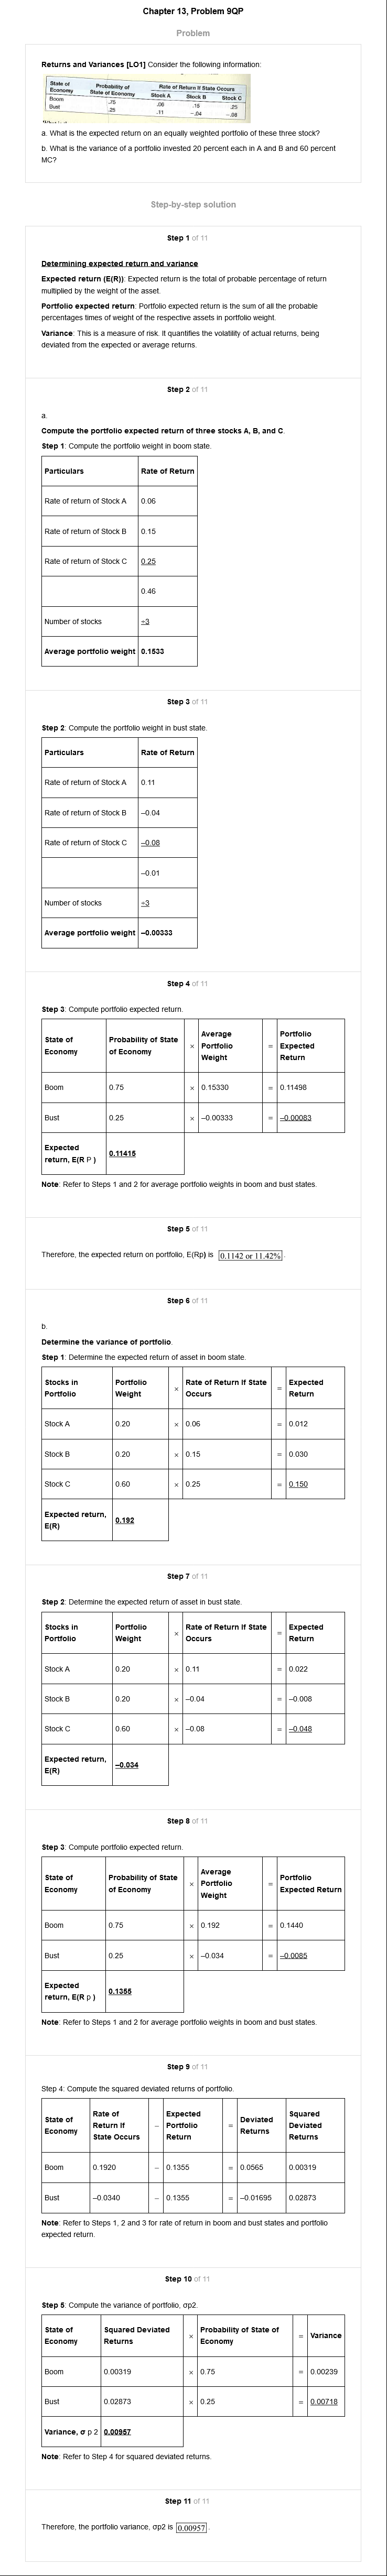 Chapter 13, Problem 9QP
Problem
Returns and Variances [LO1] Consider the following information:
State of Economy Probability of State of Economy Rate of Return If State Occurs
Stock A Stock B Stock C
Boom .75 .06 .15 .25
Bust .25 .11 -.04 -.08
a. What is the expected return on an equally weighted portfolio of these three stocks?
b. What is the variance of a portfolio invested 20 percent each in A and B and 60 percent
MC?
Step-by-step solution
Step 1 of 11
Determining expected return and variance
Expected return (E(R)): Expected return is the total of probable percentage of return
multiplied by the weight of the asset.
Portfolio expected return: Portfolio expected return is the sum of all the probable
percentages times of weight of the respective assets in portfolio weight.
Variance: This is a measure of risk. It quantifies the volatility of actual returns, being
deviated from the expected or average returns.
Step 2 of 11
a.
Compute the portfolio expected return of three stocks A, B, and C.
Step 1: Compute the portfolio weight in boom state.
Particulars Rate of Return
Rate of return of Stock A 0.06
Rate of return of Stock B 0.15
Rate of return of Stock C 0.25
0.46
Number of stocks ÷3
Average portfolio weight 0.1533
Step 3 of 11
Step 2: Compute the portfolio weight in bust state.
Particulars Rate of Return
Rate of return of Stock A 0.11
Rate of return of Stock B –0.04
Rate of return of Stock C –0.08
–0.01
Number of stocks ÷3
Average portfolio weight –0.00333
Step 4 of 11
Step 3: Compute portfolio expected return.
State of Economy Probability of State of Economy × Average Portfolio Weight = Portfolio Expected Return
Boom 0.75 × 0.15330 = 0.11498
Bust 0.25 × –0.00333 = –0.00083
Expected return, E(R P ) 0.11415
Note: Refer to Steps 1 and 2 for average portfolio weights in boom and bust states.
Step 5 of 11
Therefore, the expected return on portfolio, E(Rp) is 0.1142 or 11.42%.
Step 6 of 11
b.
Determine the variance of portfolio.
Step 1: Determine the expected return of asset in boom state.
Stocks in Portfolio Portfolio Weight × Rate of Return If State Occurs = Expected Return
Stock A 0.20 × 0.06 = 0.012
Stock B 0.20 × 0.15 = 0.030
Stock C 0.60 × 0.25 = 0.150
Expected return, E(R) 0.192
Step 7 of 11
Step 2: Determine the expected return of asset in bust state.
Stocks in Portfolio Portfolio Weight × Rate of Return If State Occurs = Expected Return
Stock A 0.20 × 0.11 = 0.022
Stock B 0.20 × –0.04 = –0.008
Stock C 0.60 × –0.08 = –0.048
Expected return, E(R) –0.034
Step 8 of 11
Step 3: Compute portfolio expected return.
State of Economy Probability of State of Economy × Average Portfolio Weight = Portfolio Expected Return
Boom 0.75 × 0.192 = 0.1440
Bust 0.25 × –0.034 = –0.0085
Expected return, E(R p ) 0.1355
Note: Refer to Steps 1 and 2 for average portfolio weights in boom and bust states.
Step 9 of 11
Step 4: Compute the squared deviated returns of portfolio.
State of Economy Rate of Return If State Occurs – Expected Portfolio Return = Deviated Returns Squared Deviated Returns
Boom 0.1920 – 0.1355 = 0.0565 0.00319
Bust –0.0340 – 0.1355 = –0.01695 0.02873
Note: Refer to Steps 1, 2 and 3 for rate of return in boom and bust states and portfolio
expected return.
Step 10 of 11
Step 5: Compute the variance of portfolio, σp2.
State of Economy Squared Deviated Returns × Probability of State of Economy = Variance
Boom 0.00319 × 0.75 = 0.00239
Bust 0.02873 × 0.25 = 0.00718
Variance, σ p 2 0.00957
Note: Refer to Step 4 for squared deviated returns.
Step 11 of 11
Therefore, the portfolio variance, σp2 is 0.00957.